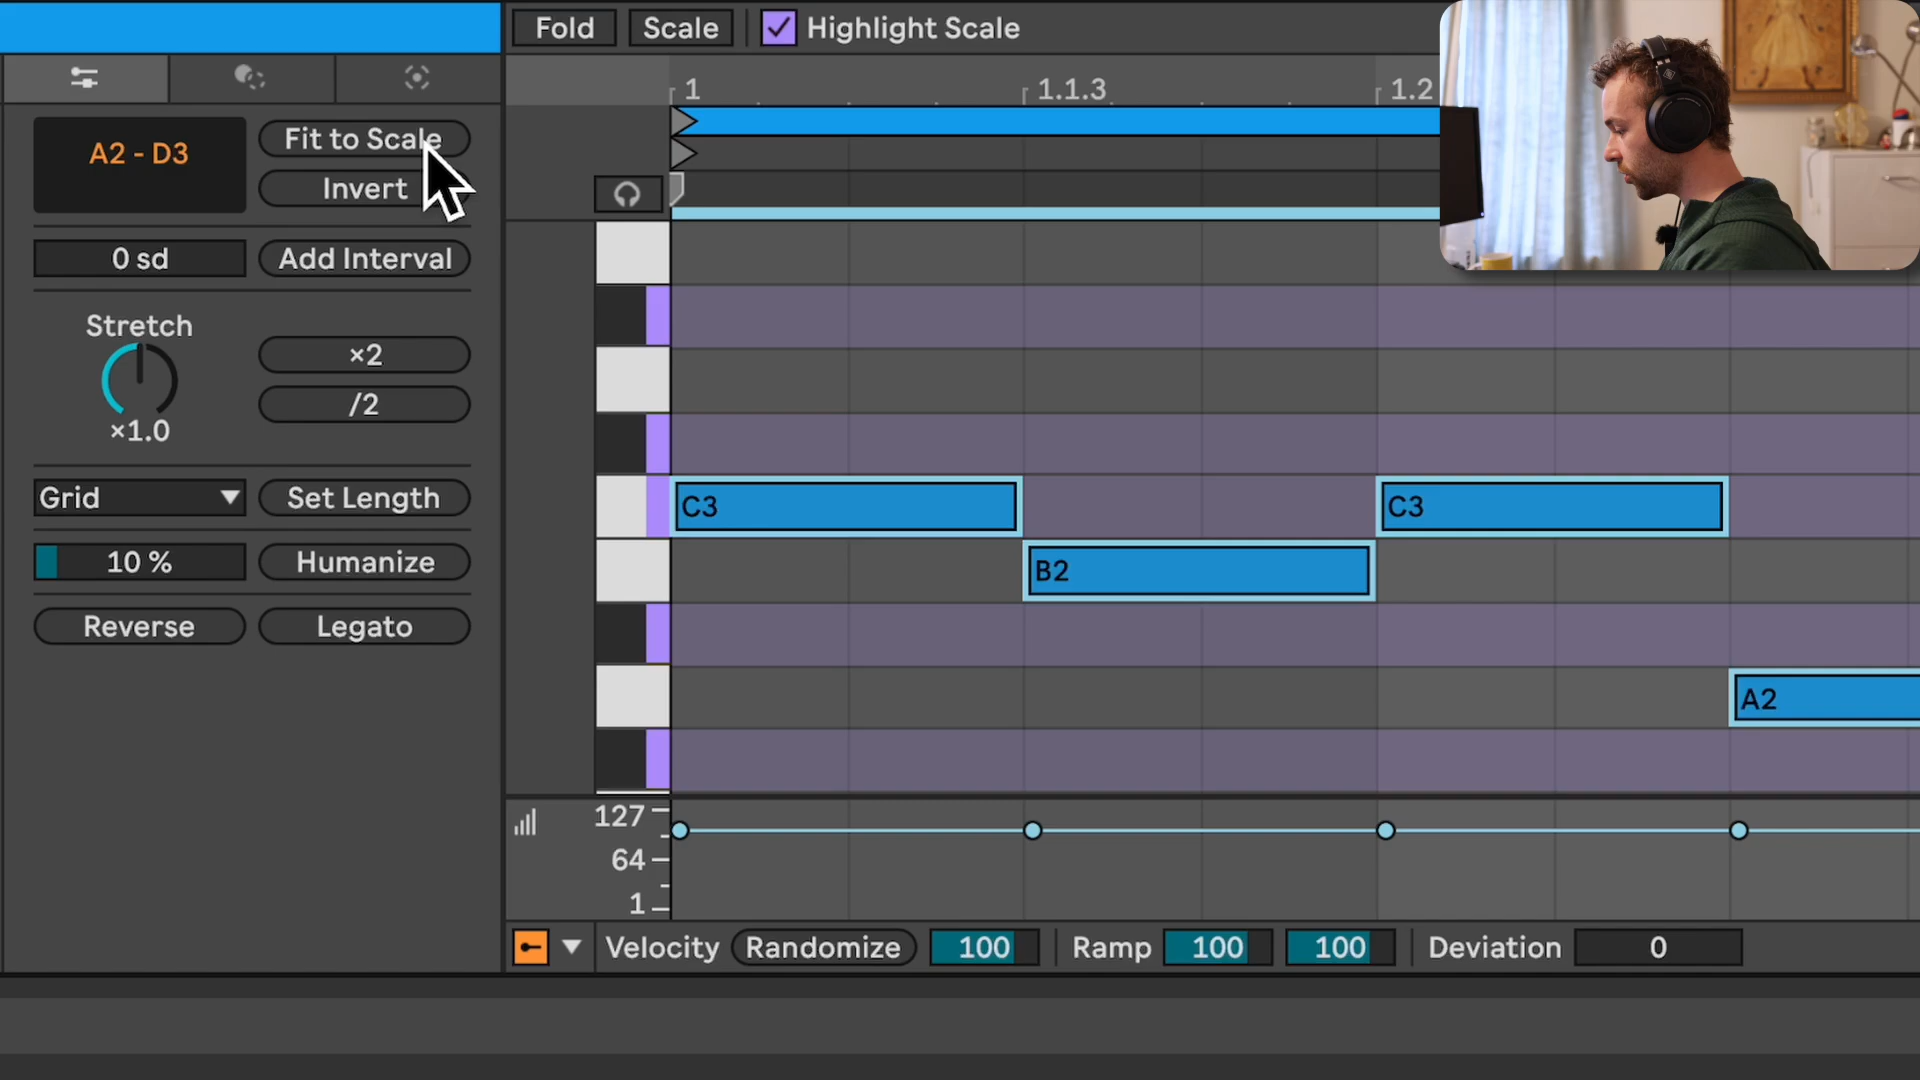 Fold Scale Highlight Scale
1 1.1.3 1.2
A2 - D3
Fit to Scale
Invert
0 sd
Add Interval
Stretch
×1.0
×2
/2
Grid
Set Length
10 %
Humanize
Reverse
Legato
C3
C3
B2
A2
127
64
1
Velocity Randomize 100 Ramp 100 100 Deviation 0